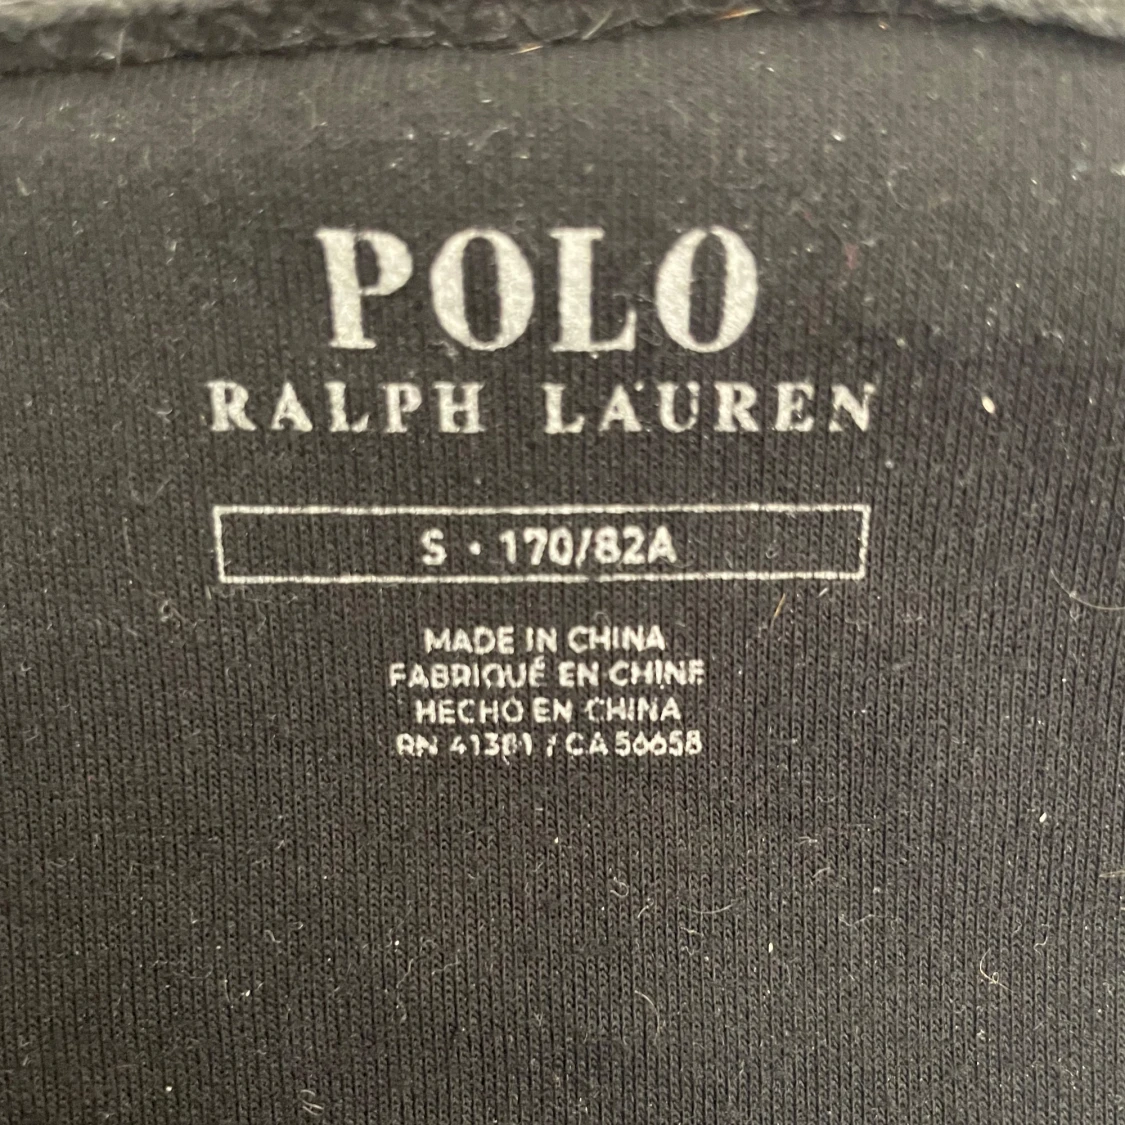 POLO
RALPH LAUREN
S · 170/82A
MADE IN CHINA
FABRIQUÉ EN CHINE
HECHO EN CHINA
RN 41381 / CA 56658